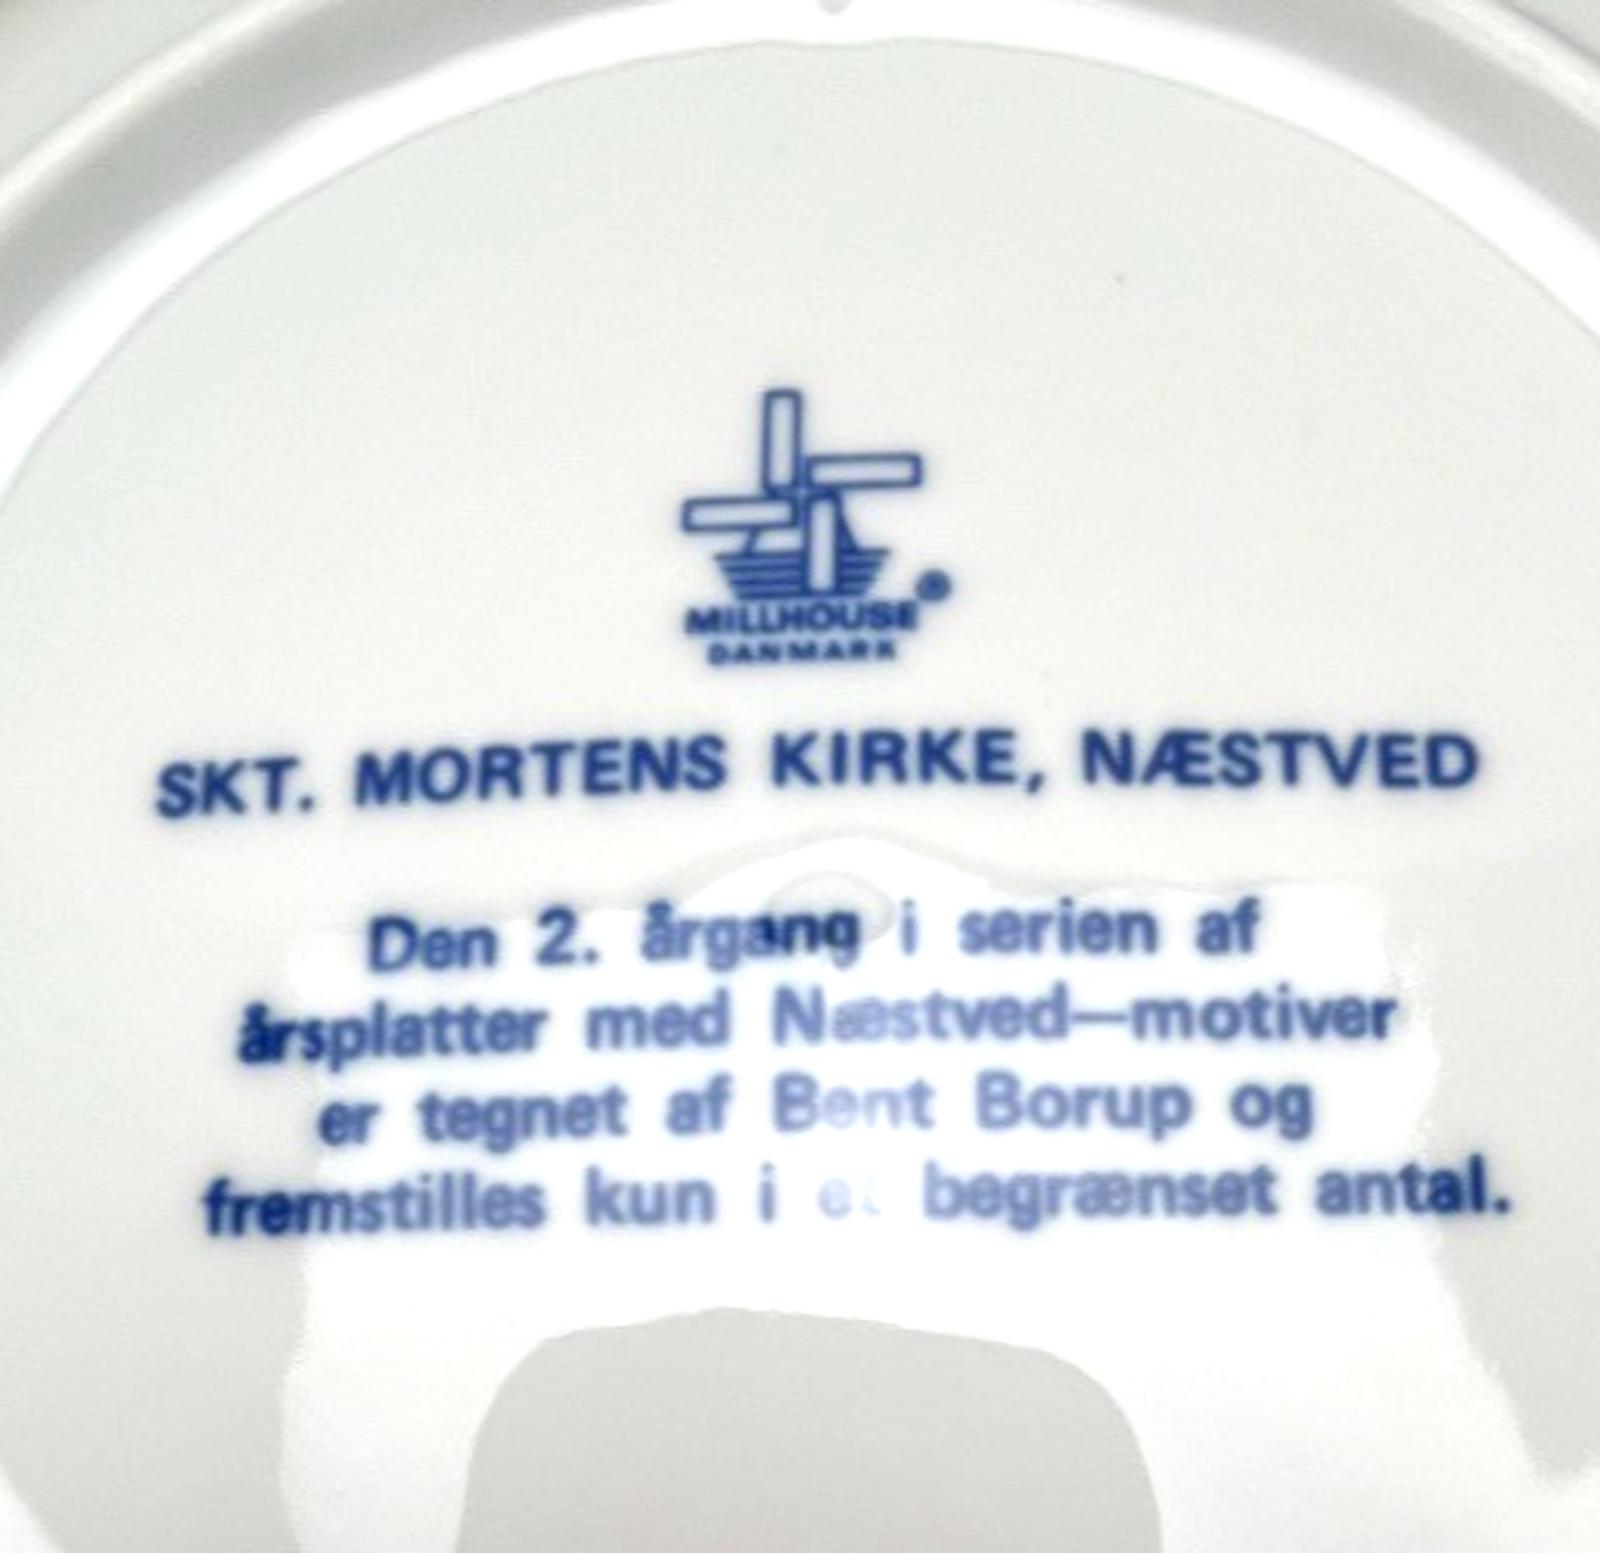 MILLHOUSE®
DANMARK
SKT. MORTENS KIRKE, NÆSTVED
Den 2. årgang i serien af
årsplatter med Næstved—motiver
er tegnet af Bent Borup og
fremstilles kun i et begrænset antal.